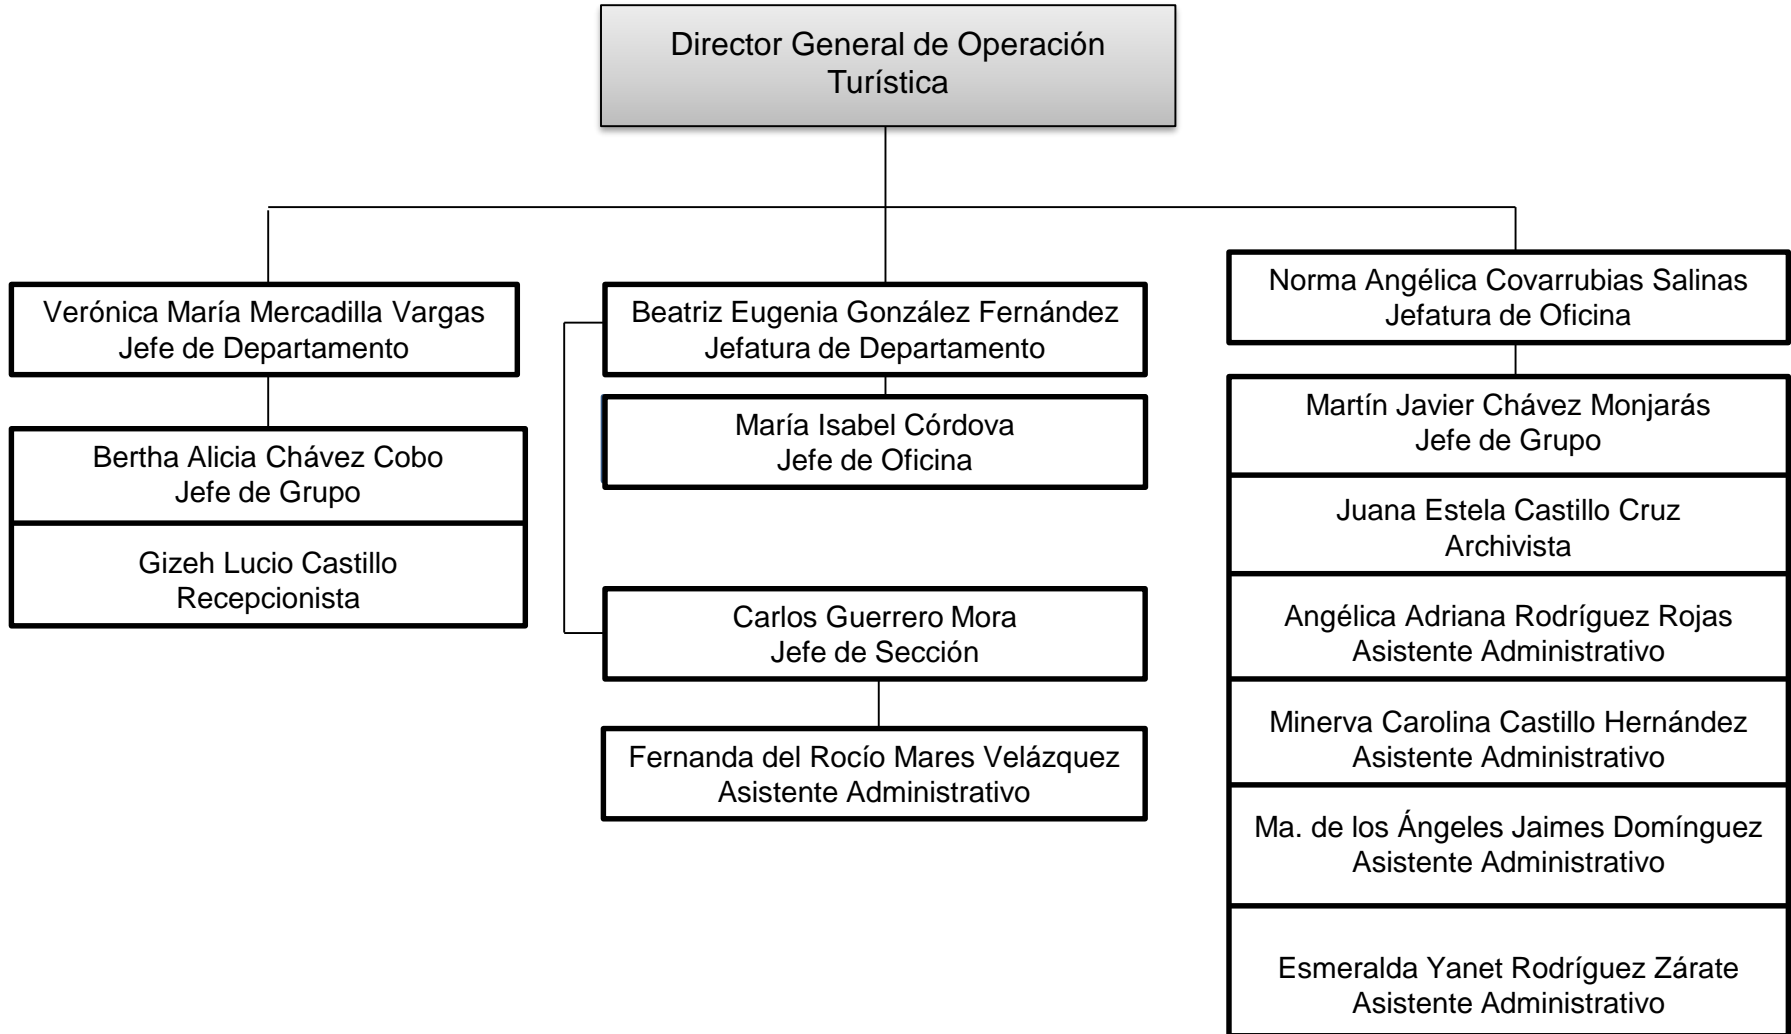 Director General de Operación
Turística
Verónica María Mercadilla Vargas
Jefe de Departamento
Bertha Alicia Chávez Cobo
Jefe de Grupo
Gizeh Lucio Castillo
Recepcionista
Beatriz Eugenia González Fernández
Jefatura de Departamento
María Isabel Córdova
Jefe de Oficina
Carlos Guerrero Mora
Jefe de Sección
Fernanda del Rocío Mares Velázquez
Asistente Administrativo
Norma Angélica Covarrubias Salinas
Jefatura de Oficina
Martín Javier Chávez Monjarás
Jefe de Grupo
Juana Estela Castillo Cruz
Archivista
Angélica Adriana Rodríguez Rojas
Asistente Administrativo
Minerva Carolina Castillo Hernández
Asistente Administrativo
Ma. de los Ángeles Jaimes Domínguez
Asistente Administrativo
Esmeralda Yanet Rodríguez Zárate
Asistente Administrativo